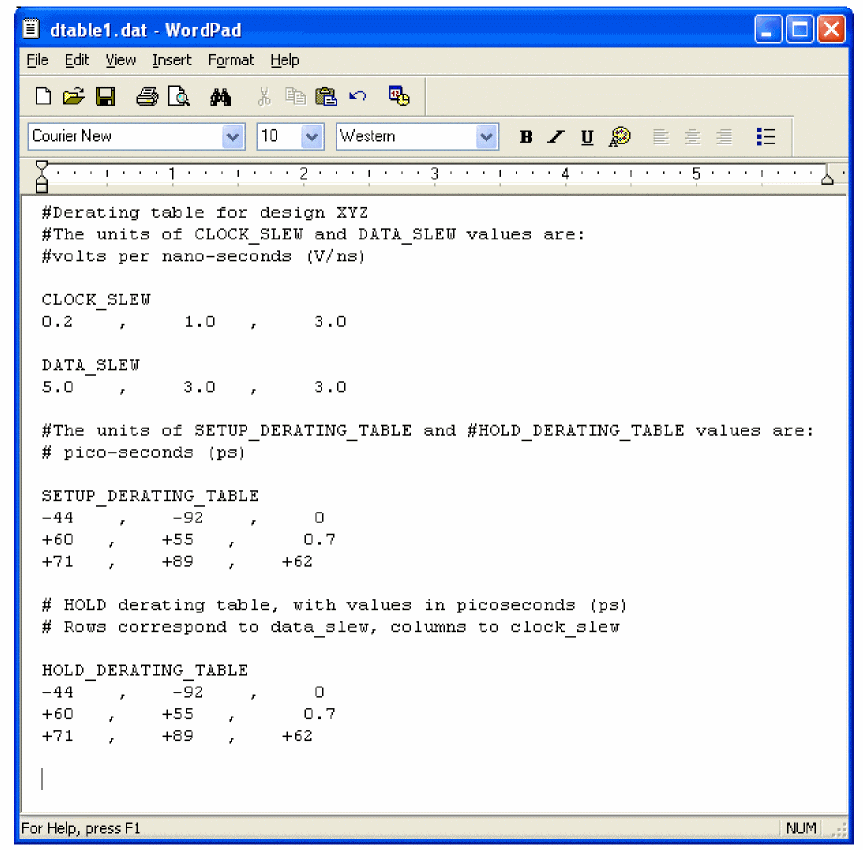 dtable1.dat - WordPad
File Edit View Insert Format Help
Courier New 10 Western B I U
1 2 3 4 5
#Derating table for design XYZ
#The units of CLOCK_SLEW and DATA_SLEW values are:
#volts per nano-seconds (V/ns)
CLOCK_SLEW
0.2 , 1.0 , 3.0
DATA_SLEW
5.0 , 3.0 , 3.0
#The units of SETUP_DERATING_TABLE and #HOLD_DERATING_TABLE values are:
# pico-seconds (ps)
SETUP_DERATING_TABLE
-44 , -92 , 0
+60 , +55 , 0.7
+71 , +89 , +62
# HOLD derating table, with values in picoseconds (ps)
# Rows correspond to data_slew, columns to clock_slew
HOLD_DERATING_TABLE
-44 , -92 , 0
+60 , +55 , 0.7
+71 , +89 , +62
For Help, press F1 NUM